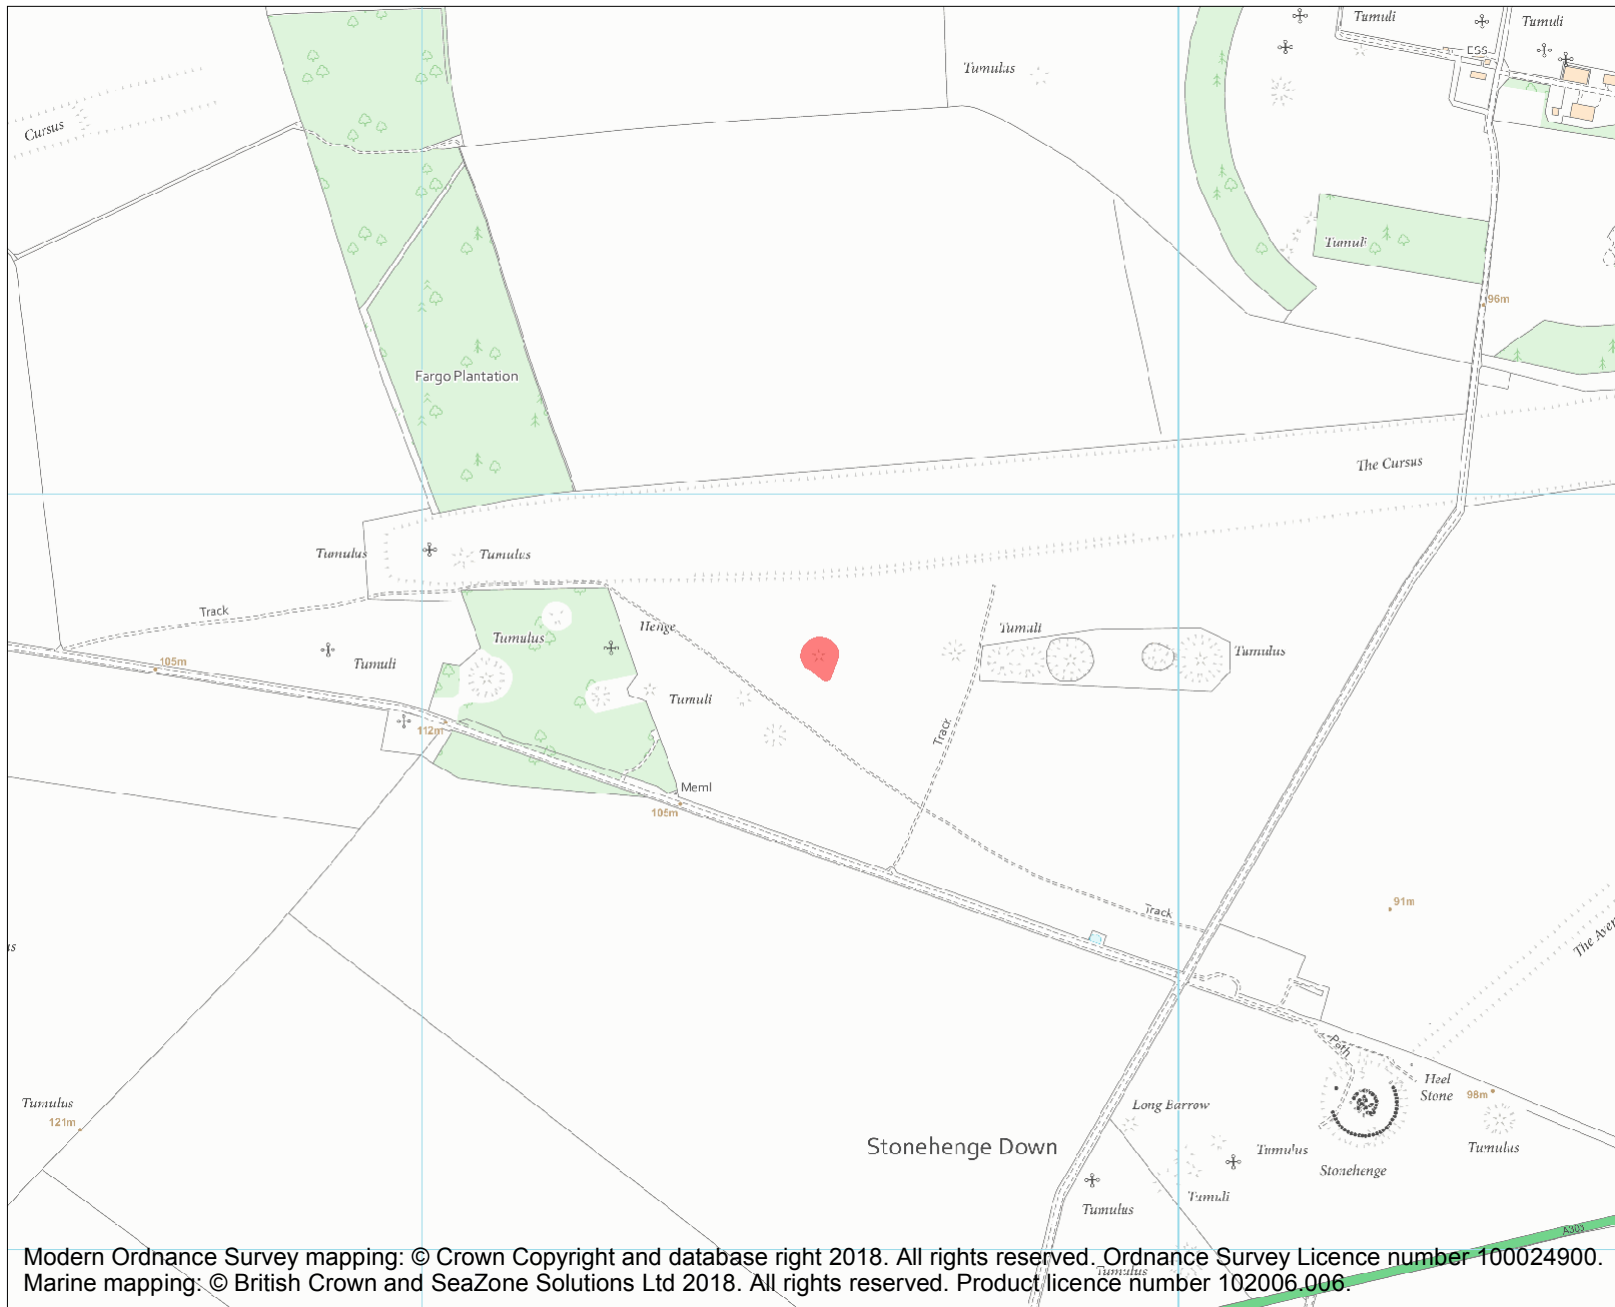 Tumuli
Tumuli
Tumulus
ESS
Cursus
Tumuli
96m
Fargo Plantation
The Cursus
Tumulus
Tumulus
Track
Henge
Tumulus
Tumuli
Tumulus
105m
Tumuli
Tumuli
Track
112m
Meml
105m
91m
Track
The Aven
us
Path
Heel
Stone
98m
Tumulus
121m
Long Barrow
Stonehenge Down
Tumulus
Tumulus
Stonehenge
Tumuli
Tumulus
A303
Modern Ordnance Survey mapping: © Crown Copyright and database right 2018. All rights reserved. Ordnance Survey Licence number 100024900.
Marine mapping: © British Crown and SeaZone Solutions Ltd 2018. All rights reserved. Product licence number 102006.006.
Tumulus